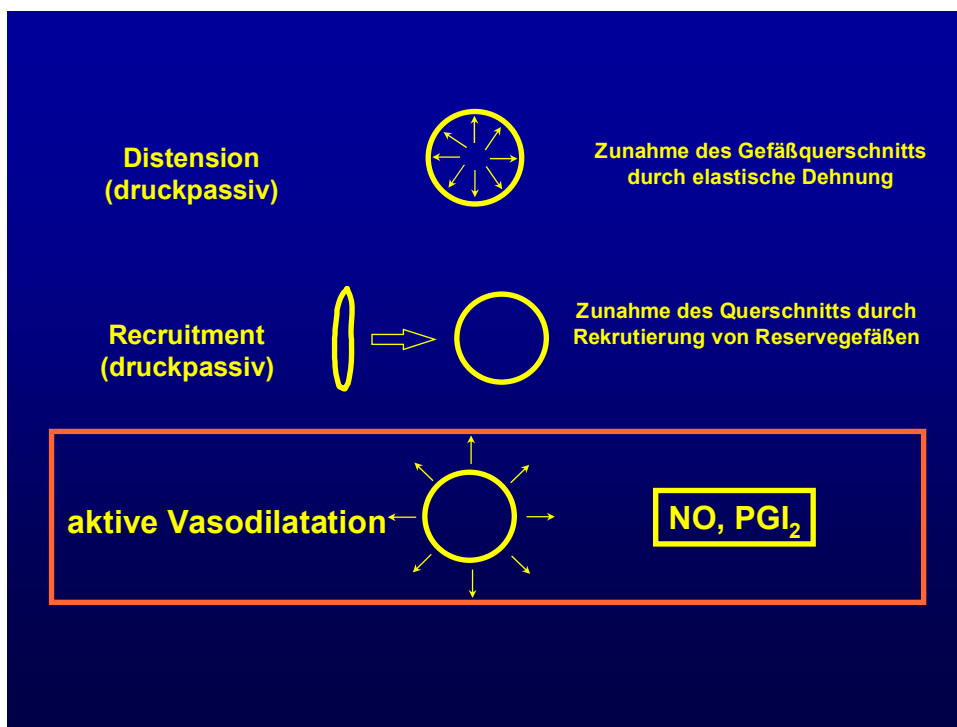 Distension
(druckpassiv)
Zunahme des Gefäßquerschnitts
durch elastische Dehnung
Recruitment
(druckpassiv)
Zunahme des Querschnitts durch
Rekrutierung von Reservegefäßen
aktive Vasodilatation
NO, PGI₂